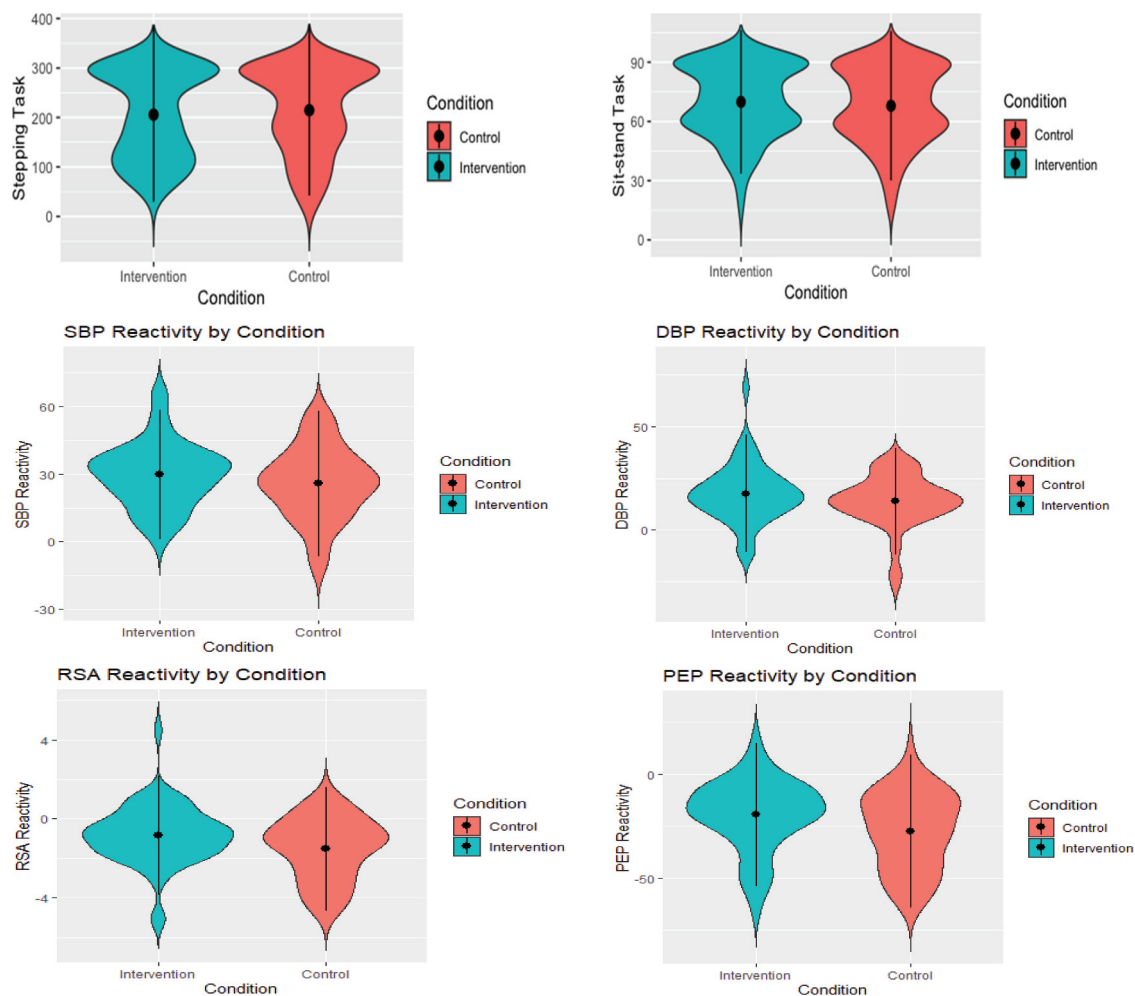 400
300
200
100
0
Stepping Task
Intervention
Control
Condition
Condition
Control
Intervention
90
60
30
0
Sit-stand Task
Intervention
Control
Condition
Condition
Control
Intervention
SBP Reactivity by Condition
60
30
0
-30
SBP Reactivity
Intervention
Control
Condition
Condition
Control
Intervention
DBP Reactivity by Condition
50
0
DBP Reactivity
Intervention
Control
Condition
Condition
Control
Intervention
RSA Reactivity by Condition
4
-0
-4
RSA Reactivity
Intervention
Control
Condition
Condition
Control
Intervention
PEP Reactivity by Condition
0
-50
PEP Reactivity
Intervention
Control
Condition
Condition
Control
Intervention